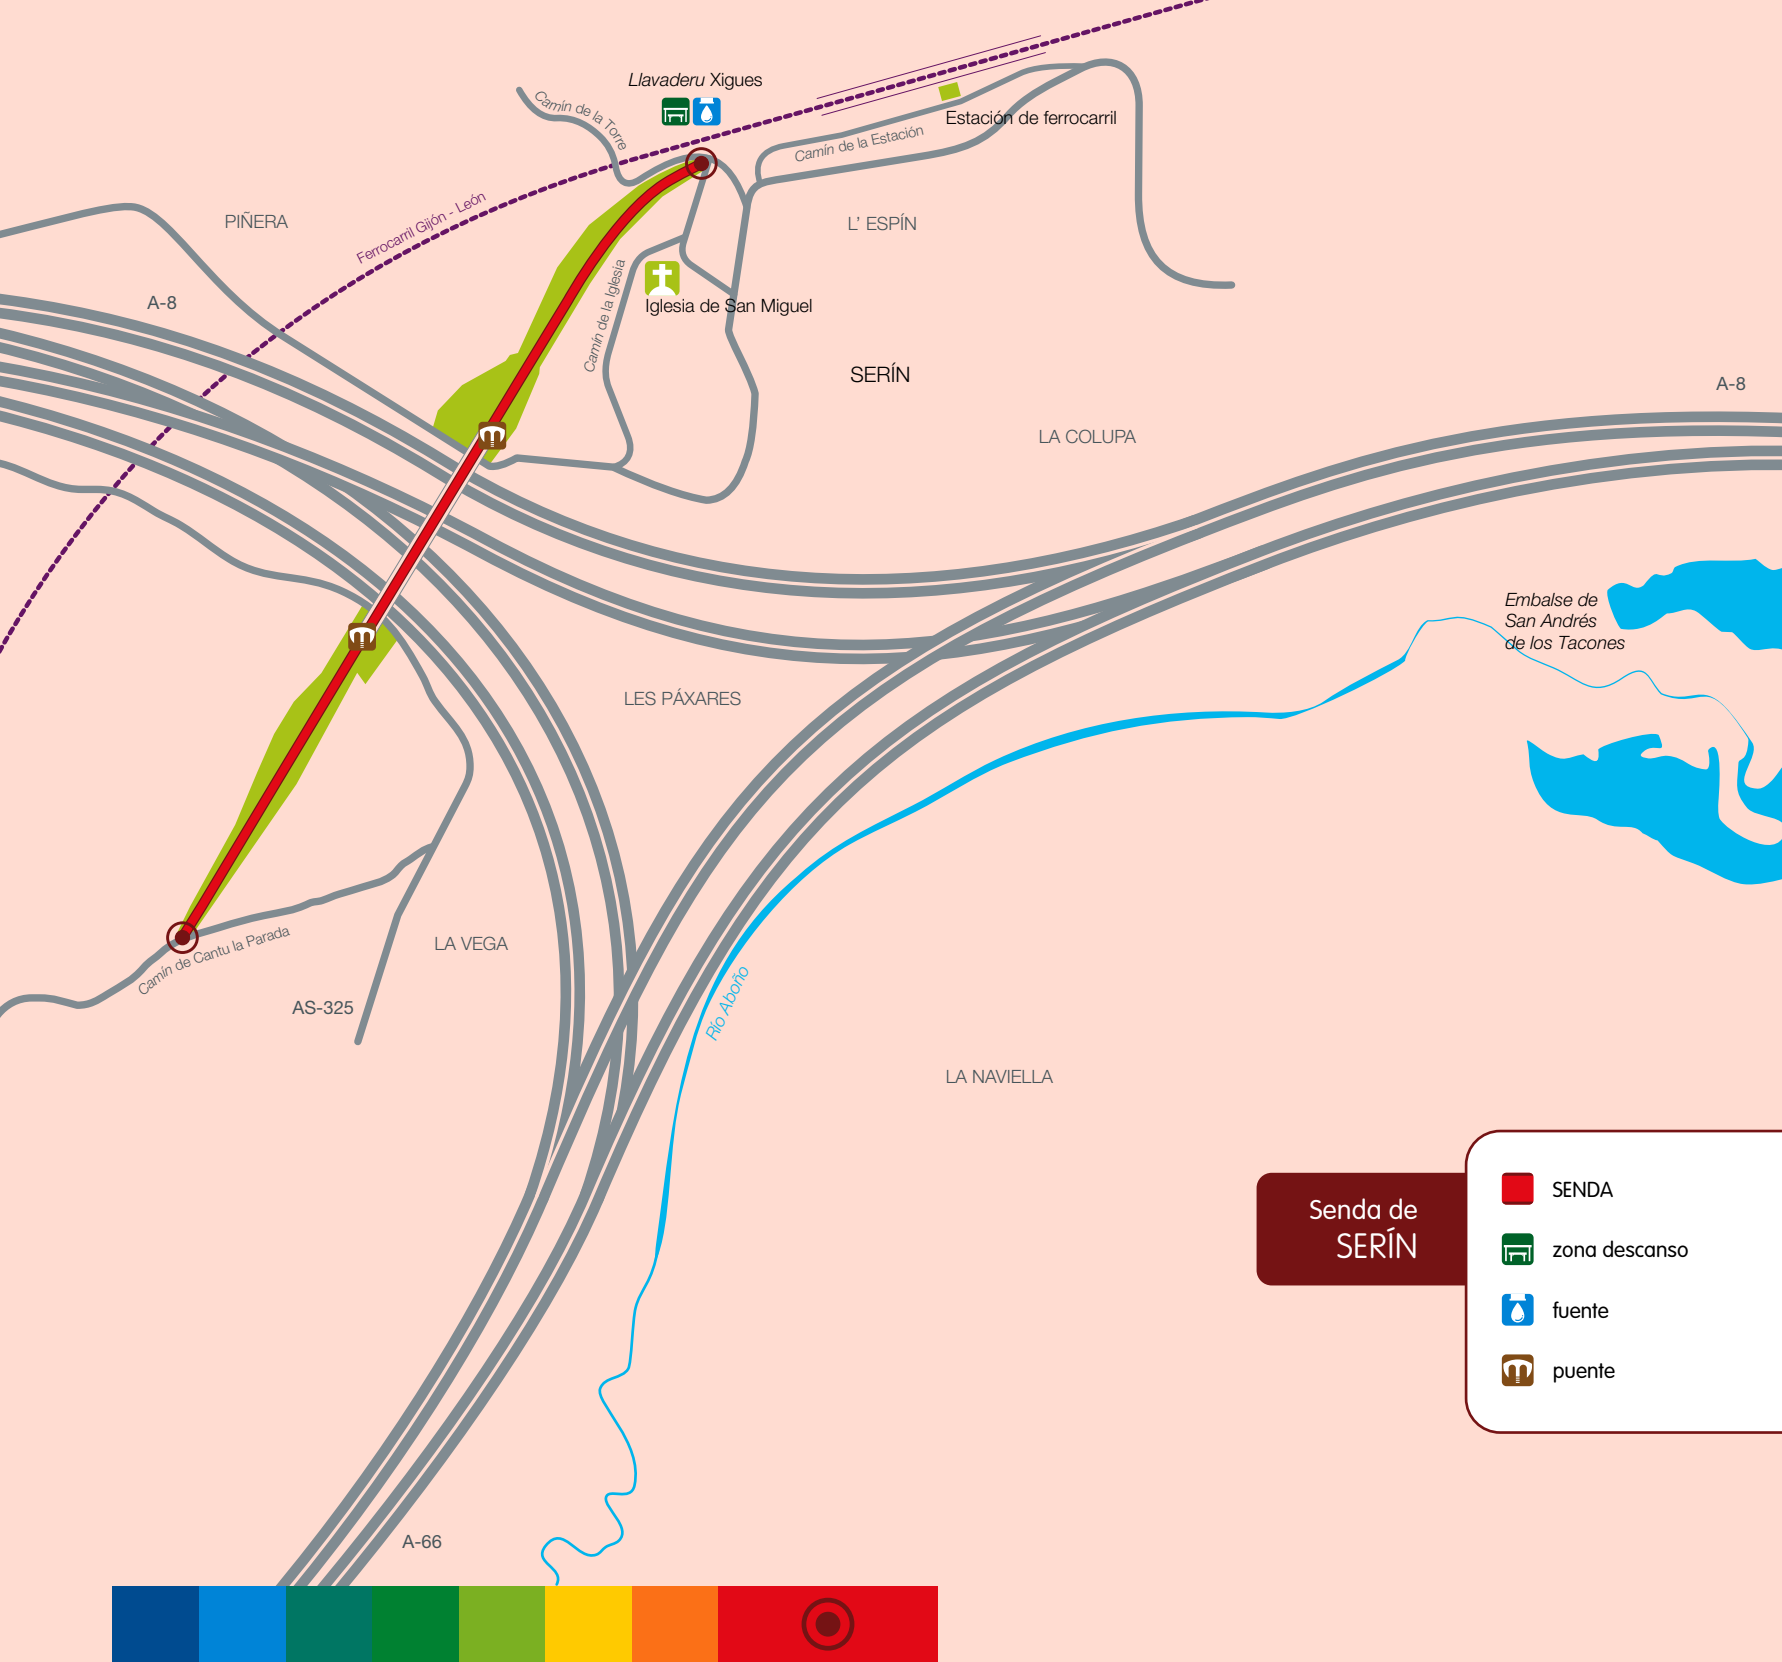 Llavaderu Xigues
Camín de la Torre
Estación de ferrocarril
Camín de la Estación
Ferrocarril Gijón - León
PIÑERA
L' ESPÍN
A-8
Camín de la Iglesia
Iglesia de San Miguel
SERÍN
A-8
LA COLUPA
Embalse de
San Andrés
de los Tacones
LES PÁXARES
LA VEGA
Camín de Cantu la Parada
AS-325
Río Aboño
LA NAVIELLA
Senda de
SERÍN
SENDA
zona descanso
fuente
puente
A-66